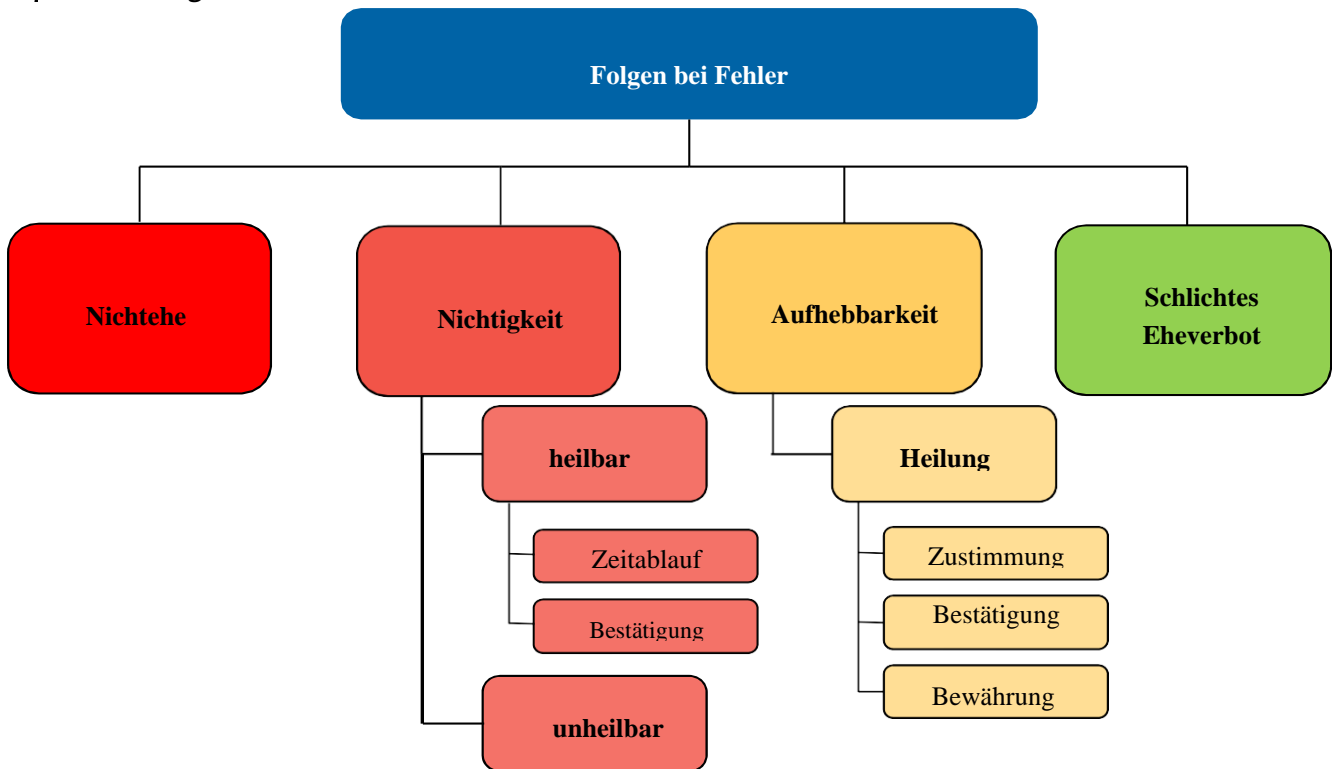 Folgen bei Fehler
Nichtehe
Nichtigkeit
Aufhebbarkeit
Schlichtes
Eheverbot
heilbar
Zeitablauf
Bestätigung
unheilbar
Heilung
Zustimmung
Bestätigung
Bewährung